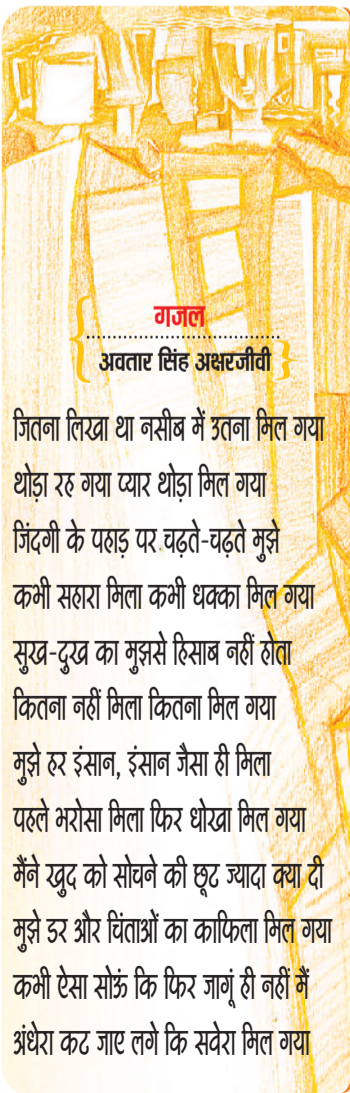 गजल
अवतार सिंह अक्षरजीवी
जितना लिखा था नसीब में उतना मिल गया
थोड़ा रह गया प्यार थोड़ा मिल गया
जिंदगी के पहाड़ पर चढ़ते-चढ़ते मुझे
कभी सहारा मिला कभी धक्का मिल गया
सुख-दुख का मुझसे हिसाब नहीं होता
कितना नहीं मिला कितना मिल गया
मुझे हर इंसान, इंसान जैसा ही मिला
पहले भरोसा मिला फिर धोखा मिल गया
मैंने खुद को सोचने की छूट ज्यादा क्या दी
मुझे डर और चिंताओं का काफिला मिल गया
कभी ऐसा सोऊं कि फिर जागूं ही नहीं मैं
अंधेरा कट जाए लगे कि सवेरा मिल गया